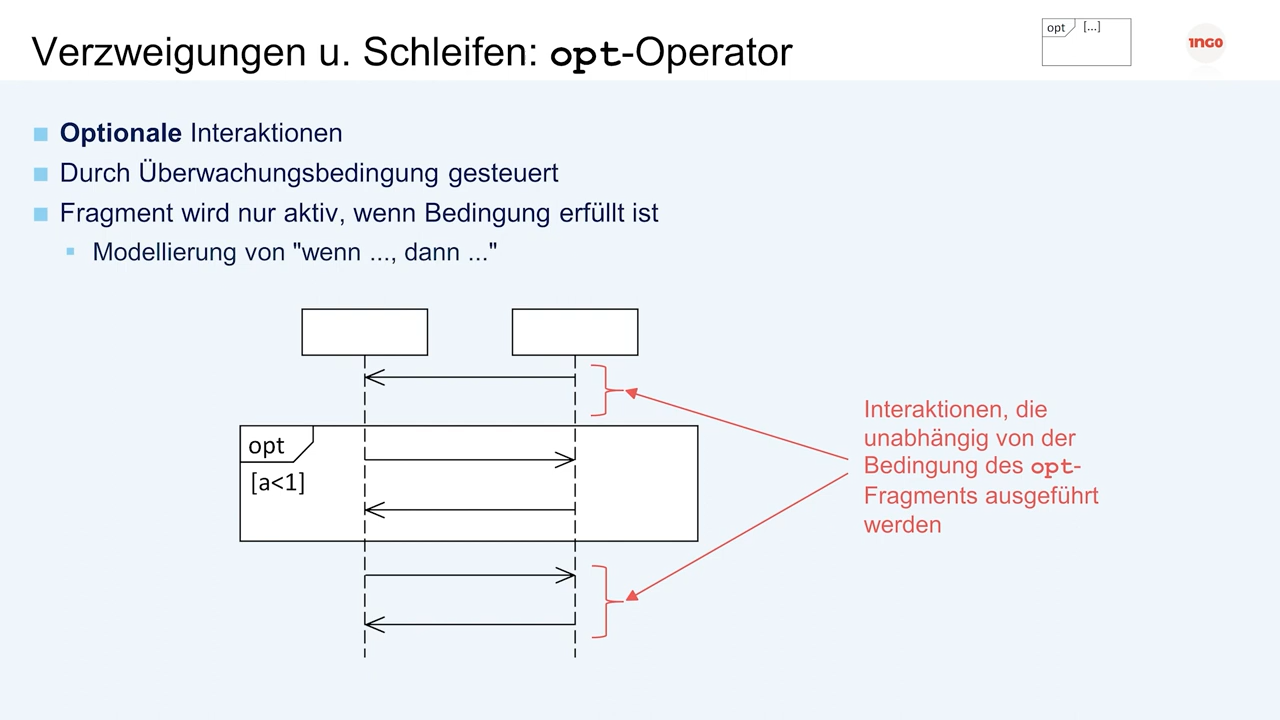 Verzweigungen u. Schleifen: opt-Operator
opt [...]
1NGO
Optionale Interaktionen
Durch Überwachungsbedingung gesteuert
Fragment wird nur aktiv, wenn Bedingung erfüllt ist
Modellierung von "wenn ..., dann ..."
opt
[a<1]
Interaktionen, die
unabhängig von der
Bedingung des opt-
Fragments ausgeführt
werden